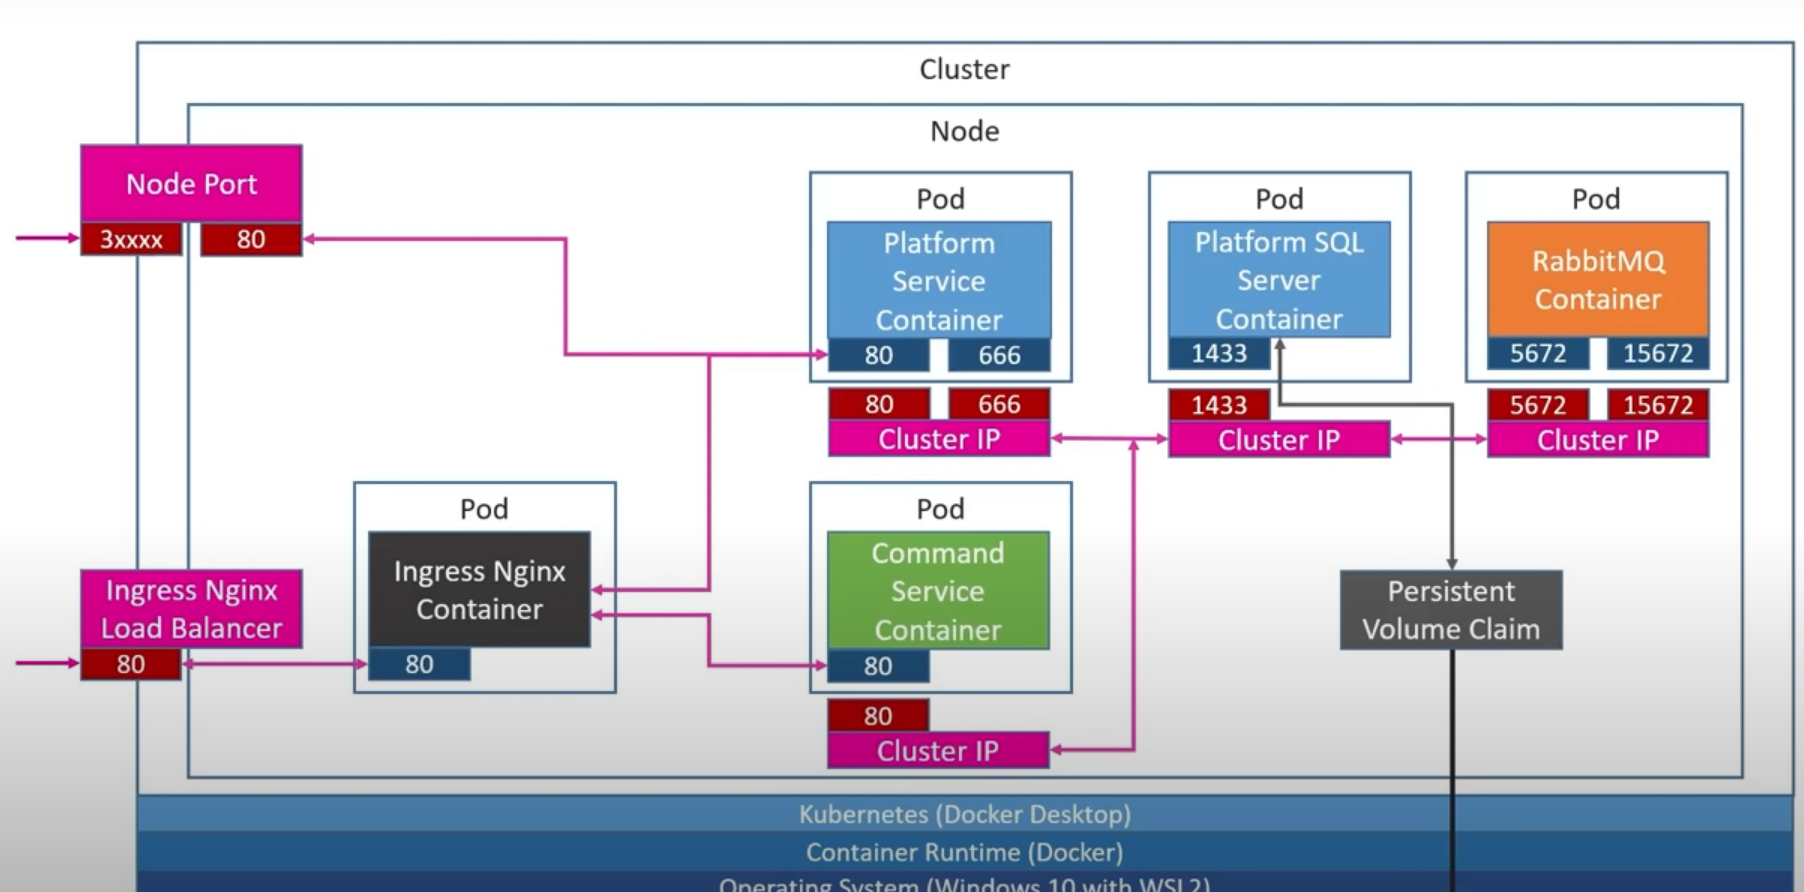 Cluster
Node
Node Port
3xxxx
80
Pod
Platform
Service
Container
80
666
80
666
Cluster IP
Pod
Platform SQL
Server
Container
1433
1433
Cluster IP
Pod
RabbitMQ
Container
5672
15672
5672
15672
Cluster IP
Ingress Nginx
Load Balancer
80
Pod
Ingress Nginx
Container
80
Pod
Command
Service
Container
80
80
Cluster IP
Persistent
Volume Claim
Kubernetes (Docker Desktop)
Container Runtime (Docker)
Operating System (Windows 10 with WSL2)